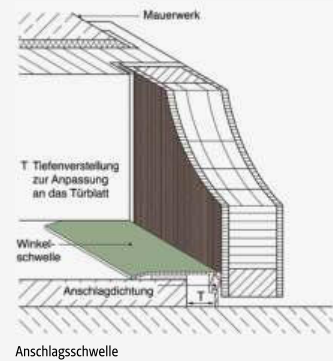 Mauerwerk
T Tiefenverstellung
zur Anpassung
an das Türblatt
Winkel-
schwelle
Anschlagdichtung
T
Anschlagsschwelle